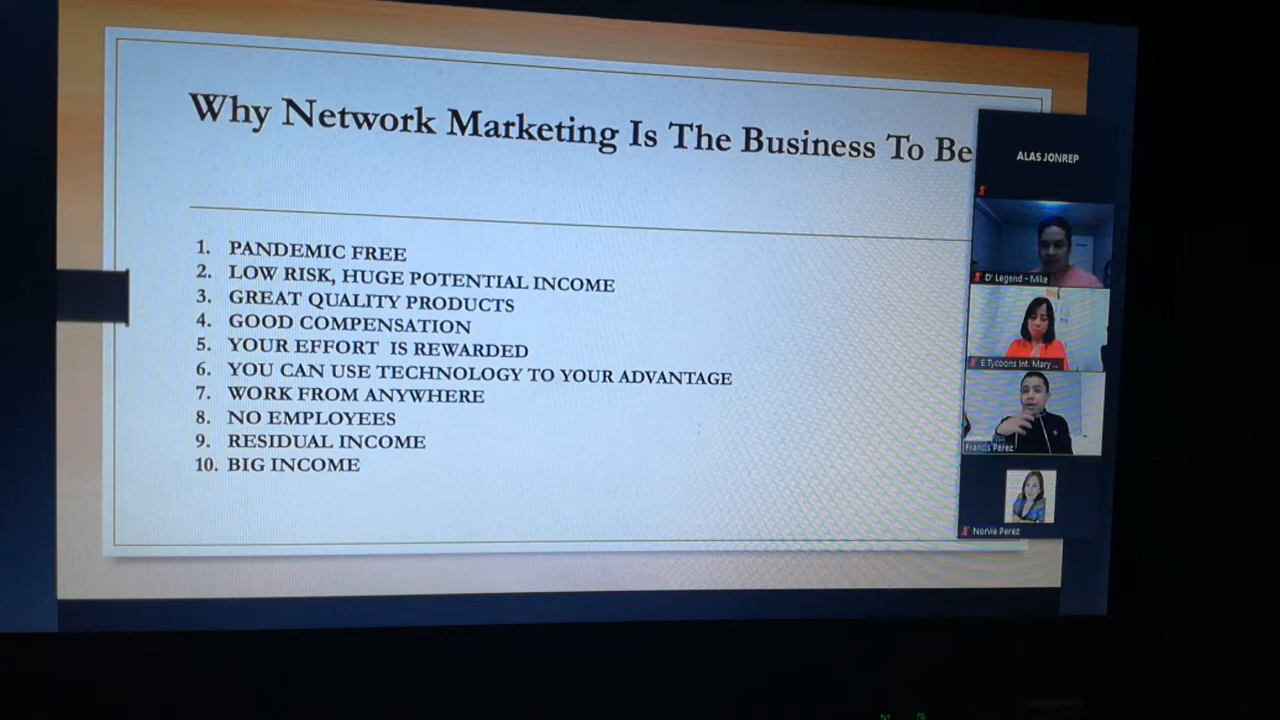 Why Network Marketing Is The Business To Be
1. PANDEMIC FREE
2. LOW RISK, HUGE POTENTIAL INCOME
3. GREAT QUALITY PRODUCTS
4. GOOD COMPENSATION
5. YOUR EFFORT IS REWARDED
6. YOU CAN USE TECHNOLOGY TO YOUR ADVANTAGE
7. WORK FROM ANYWHERE
8. NO EMPLOYEES
9. RESIDUAL INCOME
10. BIG INCOME
ALAS JONREP
D' Legend - Mike
E.Tycoons Int. Mary ...
Francis Perez
Norvie Perez